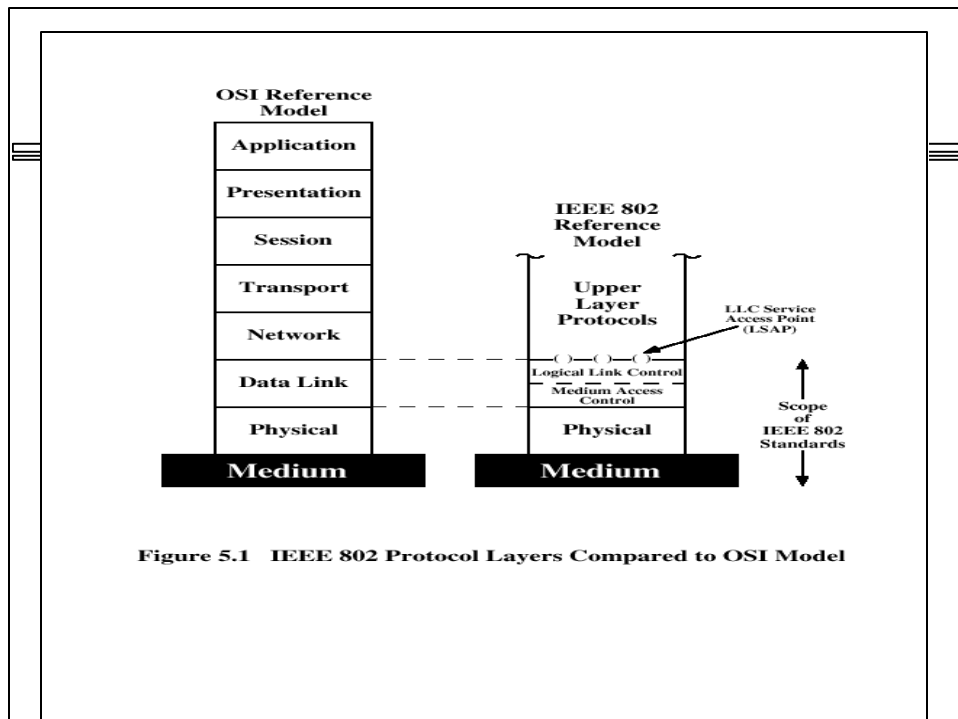 OSI Reference
Model
Application
Presentation
Session
Transport
Network
Data Link
Physical
Medium
IEEE 802
Reference
Model
Upper
Layer
Protocols
LLC Service
Access Point
(LSAP)
Logical Link Control
Medium Access
Control
Physical
Medium
Scope
of
IEEE 802
Standards
Figure 5.1 IEEE 802 Protocol Layers Compared to OSI Model